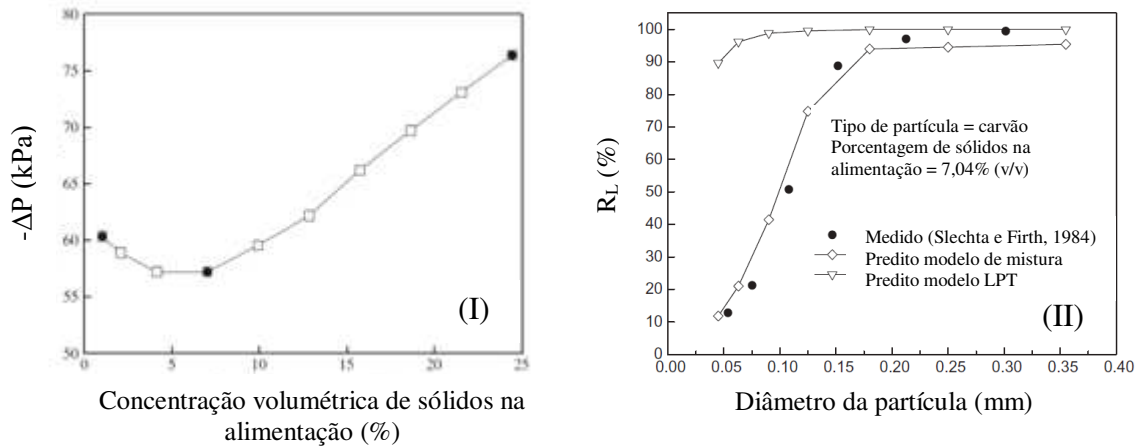 80
75
70
65
60
55
50
-ΔP (kPa)
(I)
0
5
10
15
20
25
Concentração volumétrica de sólidos na
alimentação (%)
100
90
80
70
60
50
40
30
20
10
0
R_L (%)
Tipo de partícula = carvão
Porcentagem de sólidos na
alimentação = 7,04% (v/v)
Medido (Slechta e Firth, 1984)
Predito modelo de mistura
Predito modelo LPT
(II)
0.00
0.05
0.10
0.15
0.20
0.25
0.30
0.35
0.40
Diâmetro da partícula (mm)